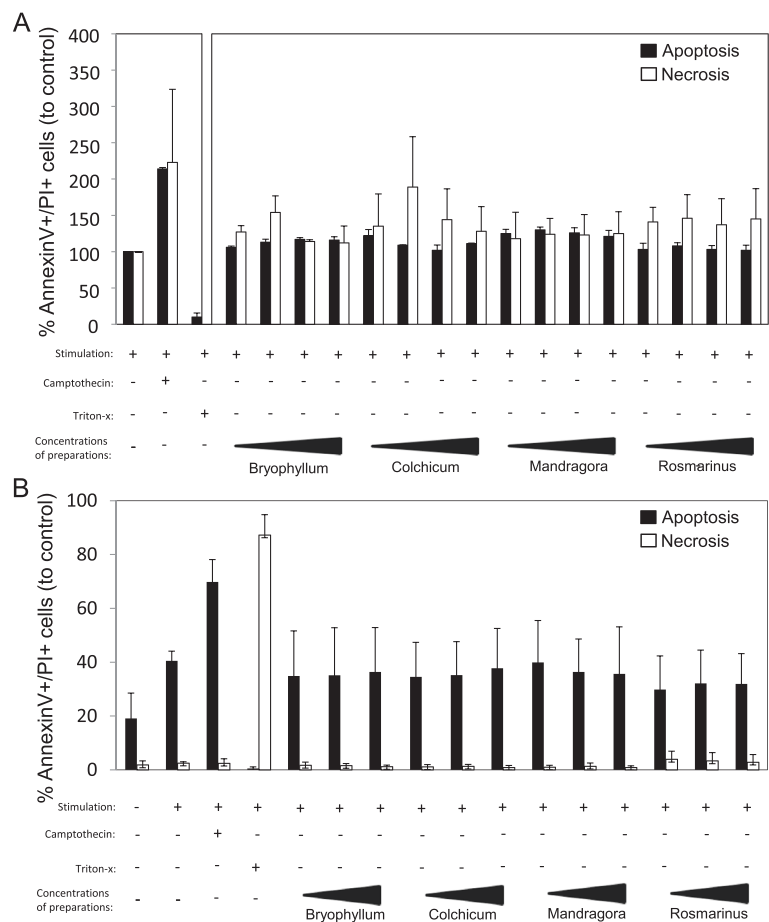 A
% AnnexinV+/PI+ cells (to control)
400
350
300
250
200
150
100
50
0
Apoptosis
Necrosis
Stimulation: + + + + + + + + + + + + + + + + + + +
Camptothecin: - + - - - - - - - - - - - - - - - - -
Triton-x: - - + - - - - - - - - - - - - - - - -
Concentrations
of preparations: - - -
Bryophyllum Colchicum Mandragora Rosmarinus
B
% AnnexinV+/PI+ cells (to control)
100
80
60
40
20
0
Apoptosis
Necrosis
Stimulation: - + + + + + + + + + + + + + + +
Camptothecin: - - + - - - - - - - - - - - - -
Triton-x: - - - + - - - - - - - - - - - -
Concentrations
of preparations: - - - -
Bryophyllum Colchicum Mandragora Rosmarinus